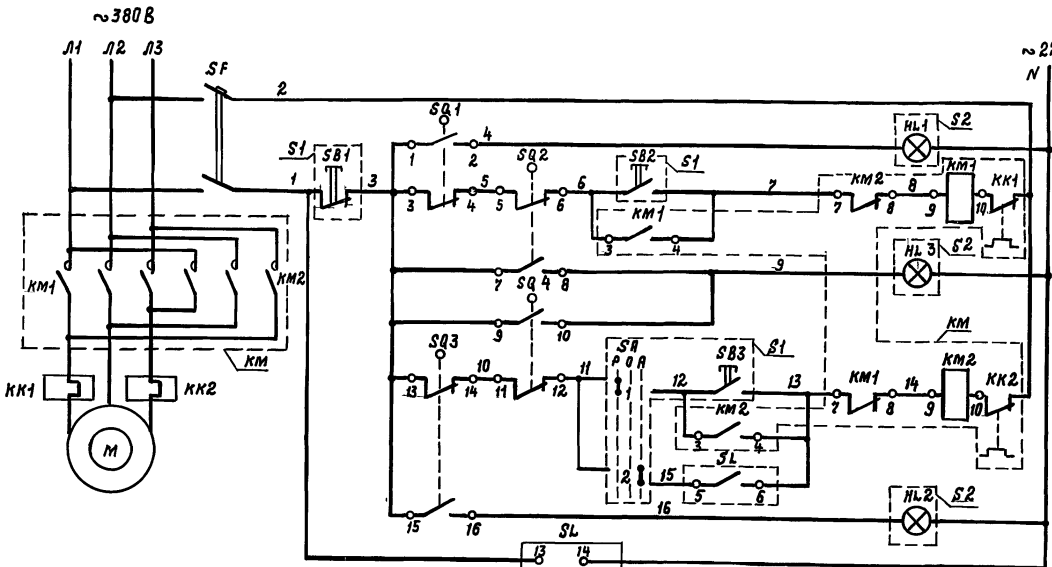 ~380В
Л1 Л2 Л3
~22
N
SF
2
SQ1
4
HL1
S2
1
2
S1
SB1
1
3
SQ2
SB2
S1
KM2
KM1
KK1
3
4
5
5
6
6
7
7
8
8
9
10
KM1
3
4
KM1
KM2
KM
KK1
KK2
М
7
SQ4
8
9
HL3
S2
9
10
SQ3
13
14
10
11
12
11
SA
P O A
1
2
SB3
S1
12
13
KM2
3
4
SL
15
5
6
KM
KM1
7
8
14
9
KM2
10
KK2
15
16
16
HL2
S2
SL
13
14